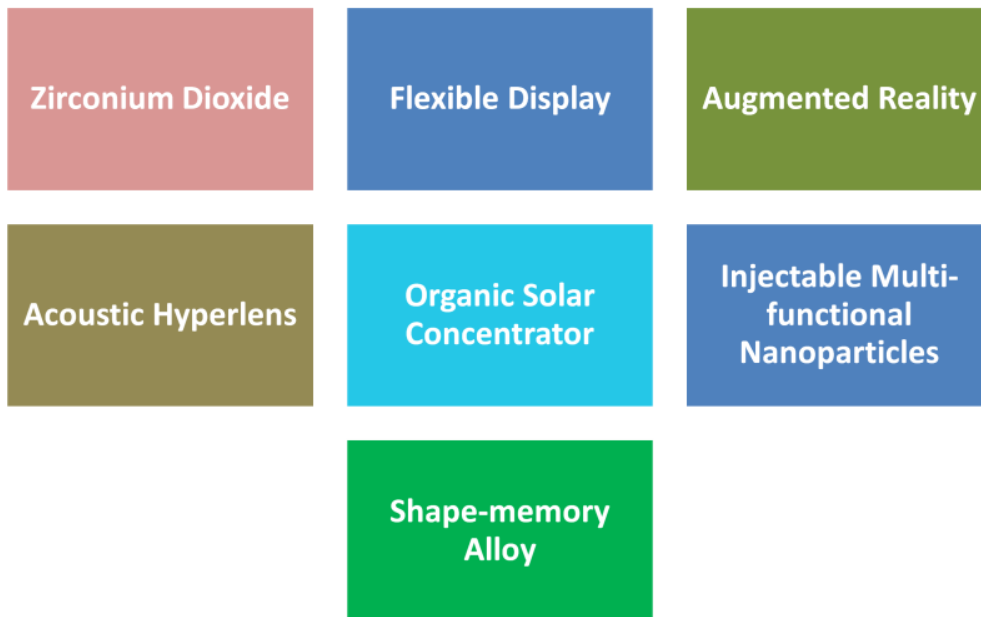 Zirconium Dioxide
Flexible Display
Augmented Reality
Acoustic Hyperlens
Organic Solar
Concentrator
Injectable Multi-
functional
Nanoparticles
Shape-memory
Alloy